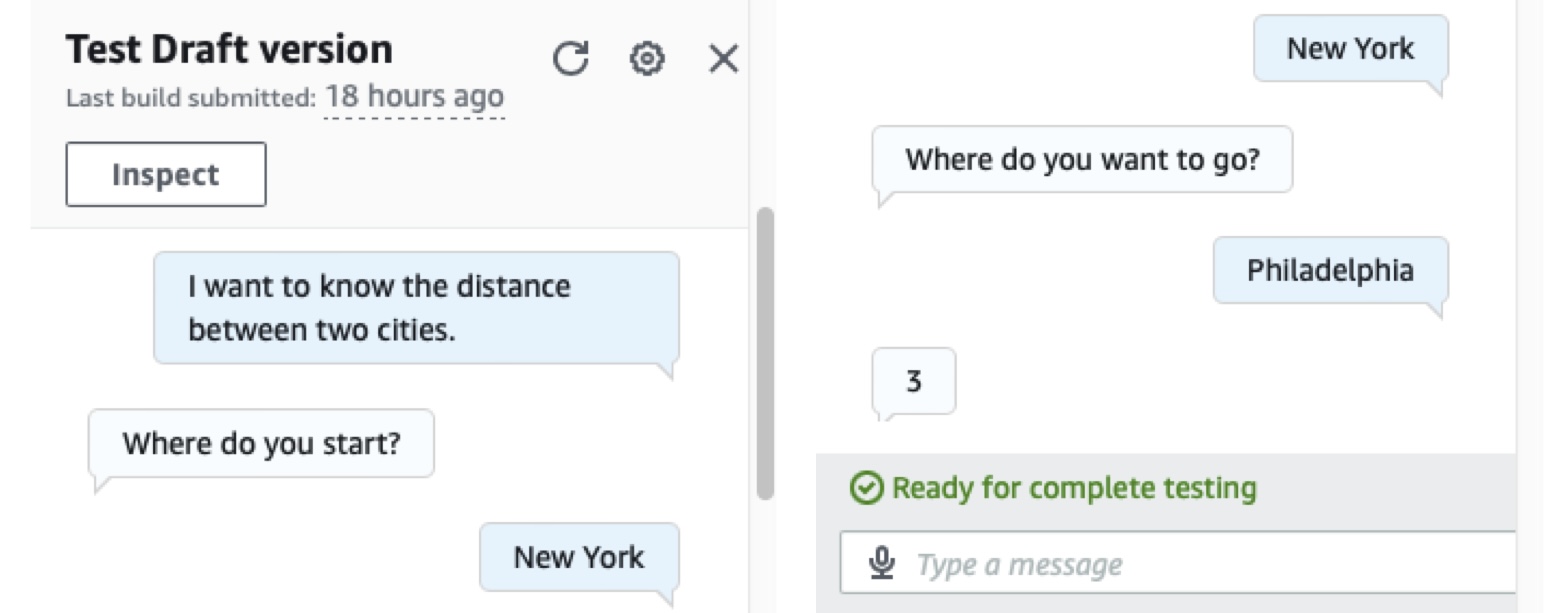 Test Draft version
Last build submitted: 18 hours ago
Inspect
I want to know the distance
between two cities.
Where do you start?
New York
New York
Where do you want to go?
Philadelphia
3
Ready for complete testing
Type a message